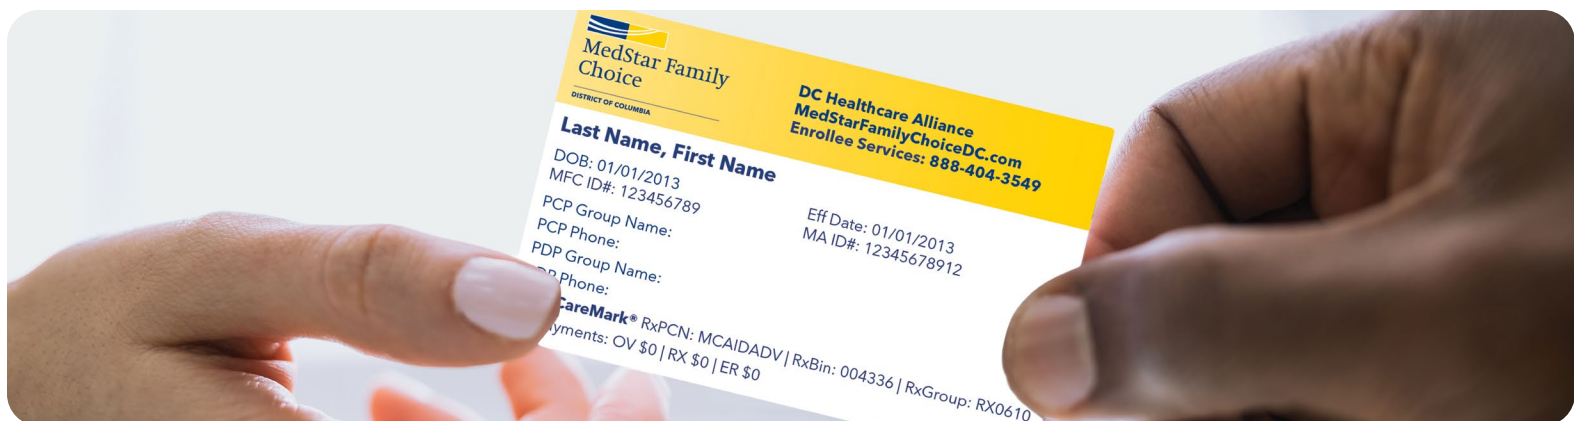 MedStar Family
Choice
DISTRICT OF COLUMBIA
DC Healthcare Alliance
MedStarFamilyChoiceDC.com
Enrollee Services: 888-404-3549
Last Name, First Name
DOB: 01/01/2013
MFC ID#: 123456789
Eff Date: 01/01/2013
MA ID#: 12345678912
PCP Group Name:
PCP Phone:
PDP Group Name:
DP Phone:
CareMark® RxPCN: MCAIDADV | RxBin: 004336 | RxGroup: RX0610
yments: OV $0 | RX $0 | ER $0